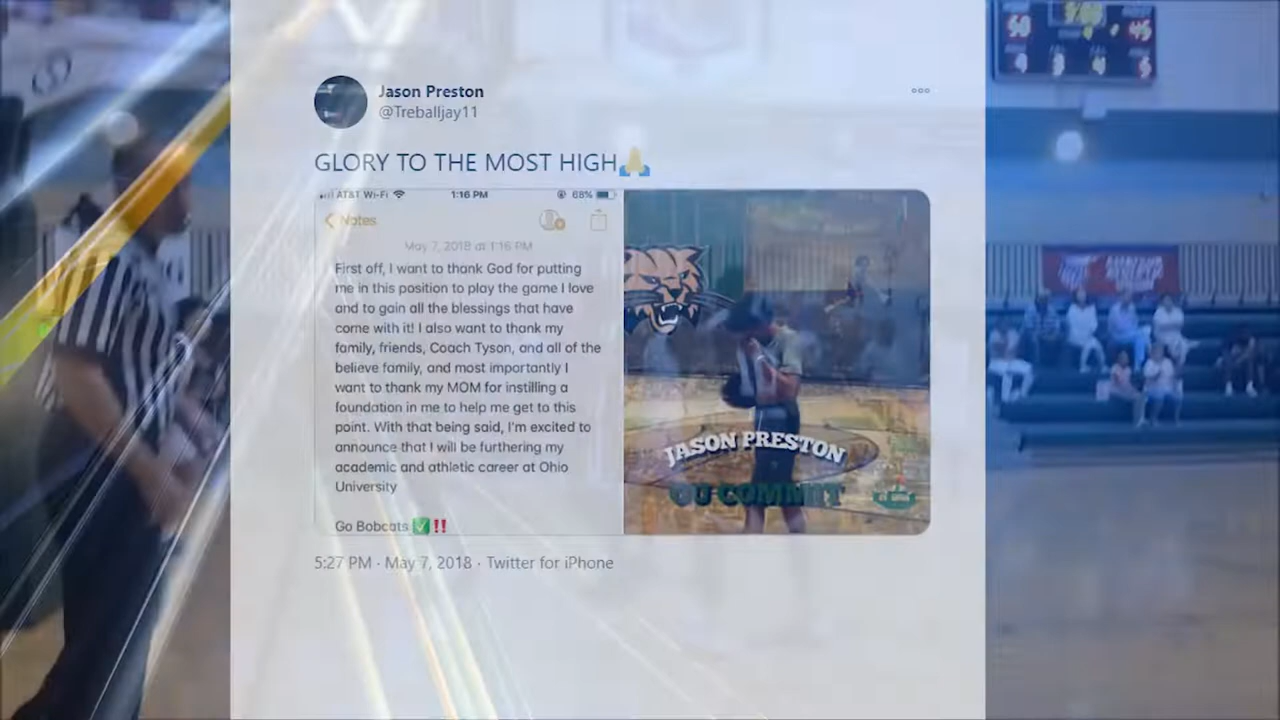 Jason Preston
@Treballjay11
GLORY TO THE MOST HIGH🙏
AT&T Wi-Fi 1:16 PM 68%
Notes
May 7, 2018 at 1:16 PM
First off, I want to thank God for putting
me in this position to play the game I love
and to gain all the blessings that have
come with it! I also want to thank my
family, friends, Coach Tyson, and all of the
believe family, and most importantly I
want to thank my MOM for instilling a
foundation in me to help me get to this
point. With that being said, I'm excited to
announce that I will be furthering my
academic and athletic career at Ohio
University
Go Bobcats ✅‼️
JASON PRESTON
OU COMMIT
5:27 PM · May 7, 2018 · Twitter for iPhone